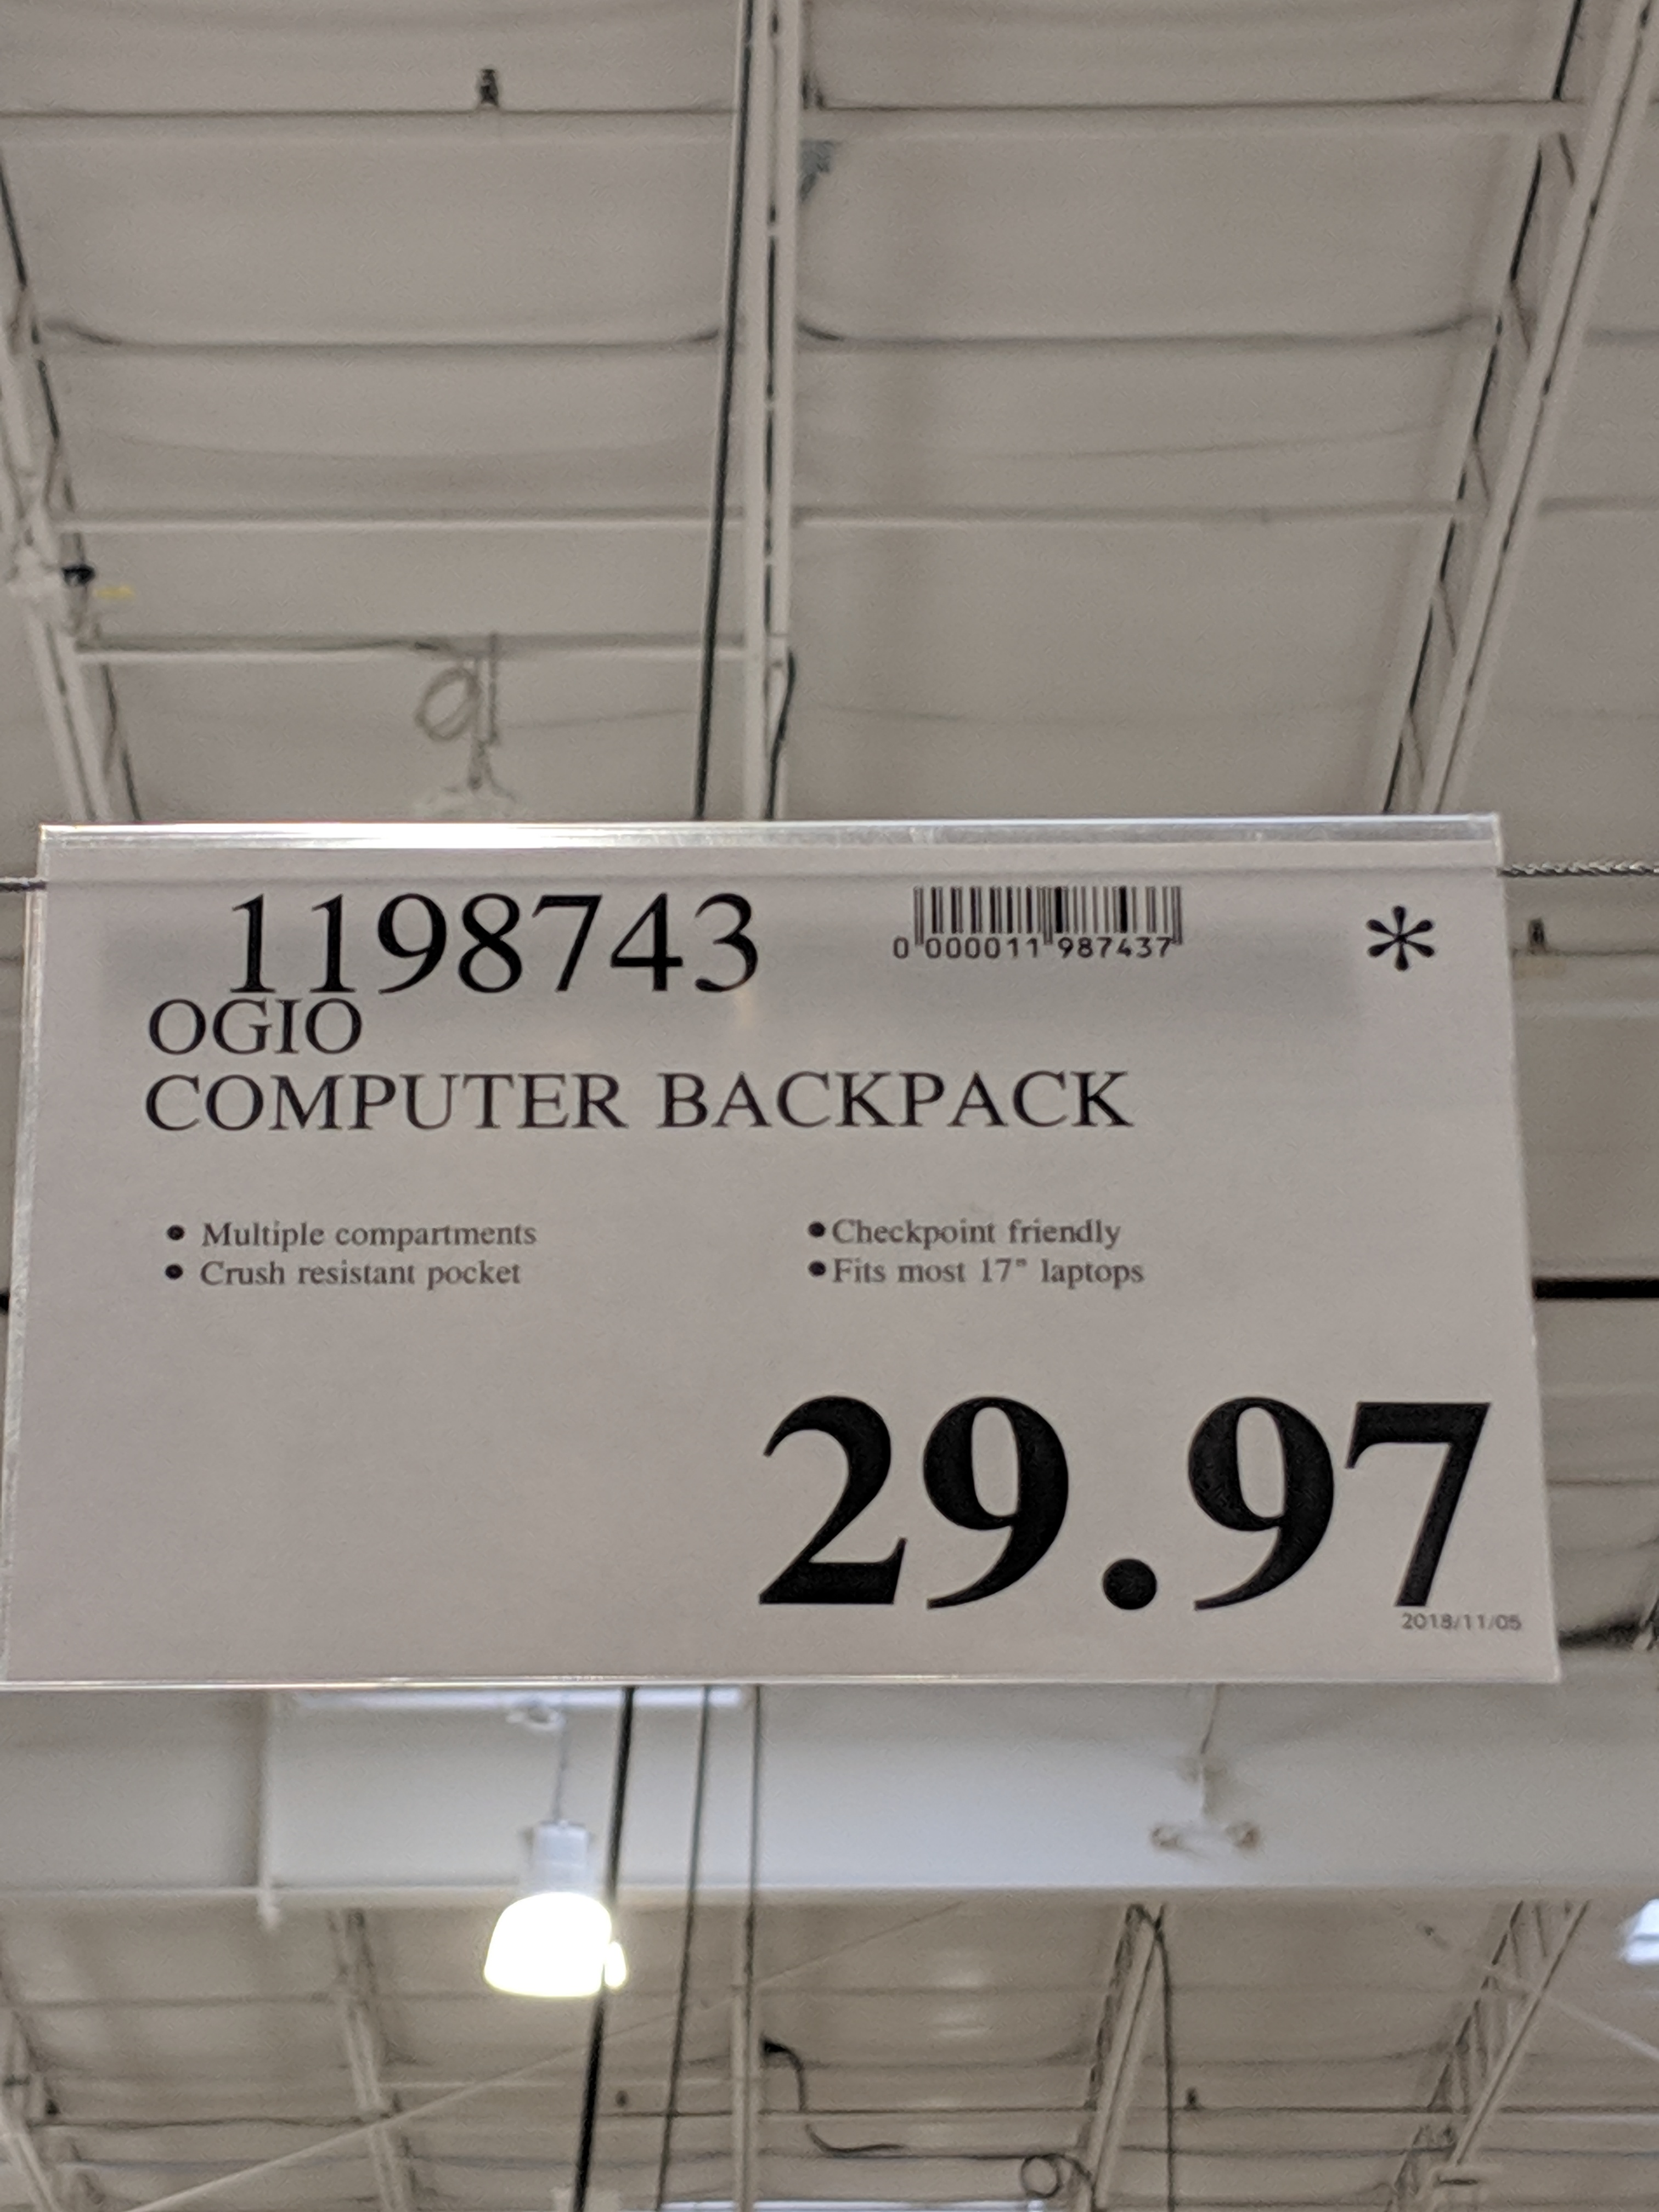 1198743
0 000011 987437
*
OGIO
COMPUTER BACKPACK
• Multiple compartments
• Crush resistant pocket
• Checkpoint friendly
• Fits most 17" laptops
29.97
2018/11/05